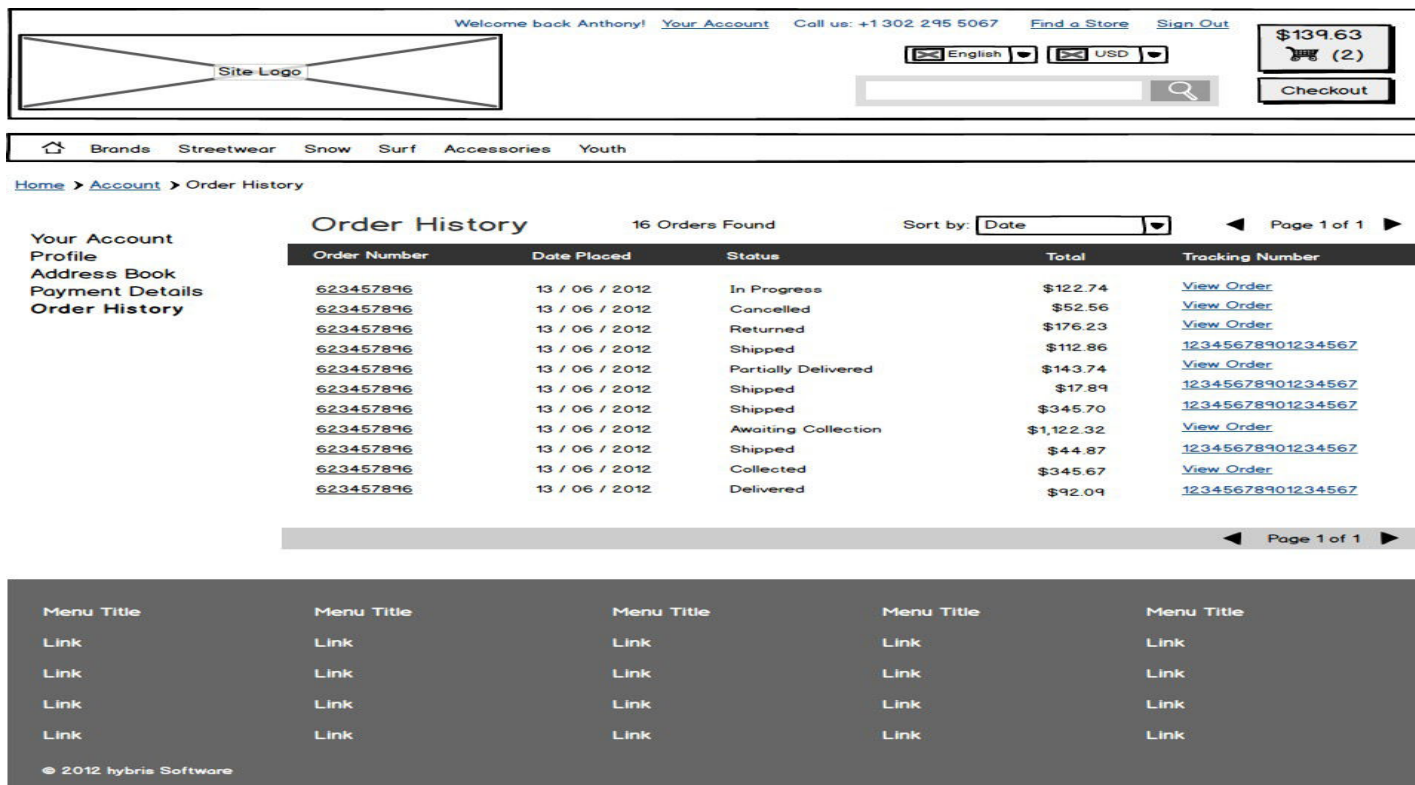 Welcome back Anthony! Your Account Call us: +1 302 295 5067 Find a Store Sign Out
$139.63
(2)
English USD
Site Logo
Checkout
Brands Streetwear Snow Surf Accessories Youth
Home > Account > Order History
Your Account
Profile
Address Book
Payment Details
Order History
Order History 16 Orders Found Sort by: Date Page 1 of 1
Order Number Date Placed Status Total Tracking Number
623457896 13 / 06 / 2012 In Progress $122.74 View Order
623457896 13 / 06 / 2012 Cancelled $52.56 View Order
623457896 13 / 06 / 2012 Returned $176.23 View Order
623457896 13 / 06 / 2012 Shipped $112.86 12345678901234567
623457896 13 / 06 / 2012 Partially Delivered $143.74 View Order
623457896 13 / 06 / 2012 Shipped $17.89 12345678901234567
623457896 13 / 06 / 2012 Shipped $345.70 12345678901234567
623457896 13 / 06 / 2012 Awaiting Collection $1,122.32 View Order
623457896 13 / 06 / 2012 Shipped $44.87 12345678901234567
623457896 13 / 06 / 2012 Collected $345.67 View Order
623457896 13 / 06 / 2012 Delivered $92.09 12345678901234567
Page 1 of 1
Menu Title Menu Title Menu Title Menu Title Menu Title
Link Link Link Link Link
Link Link Link Link Link
Link Link Link Link Link
Link Link Link Link Link
© 2012 hybris Software